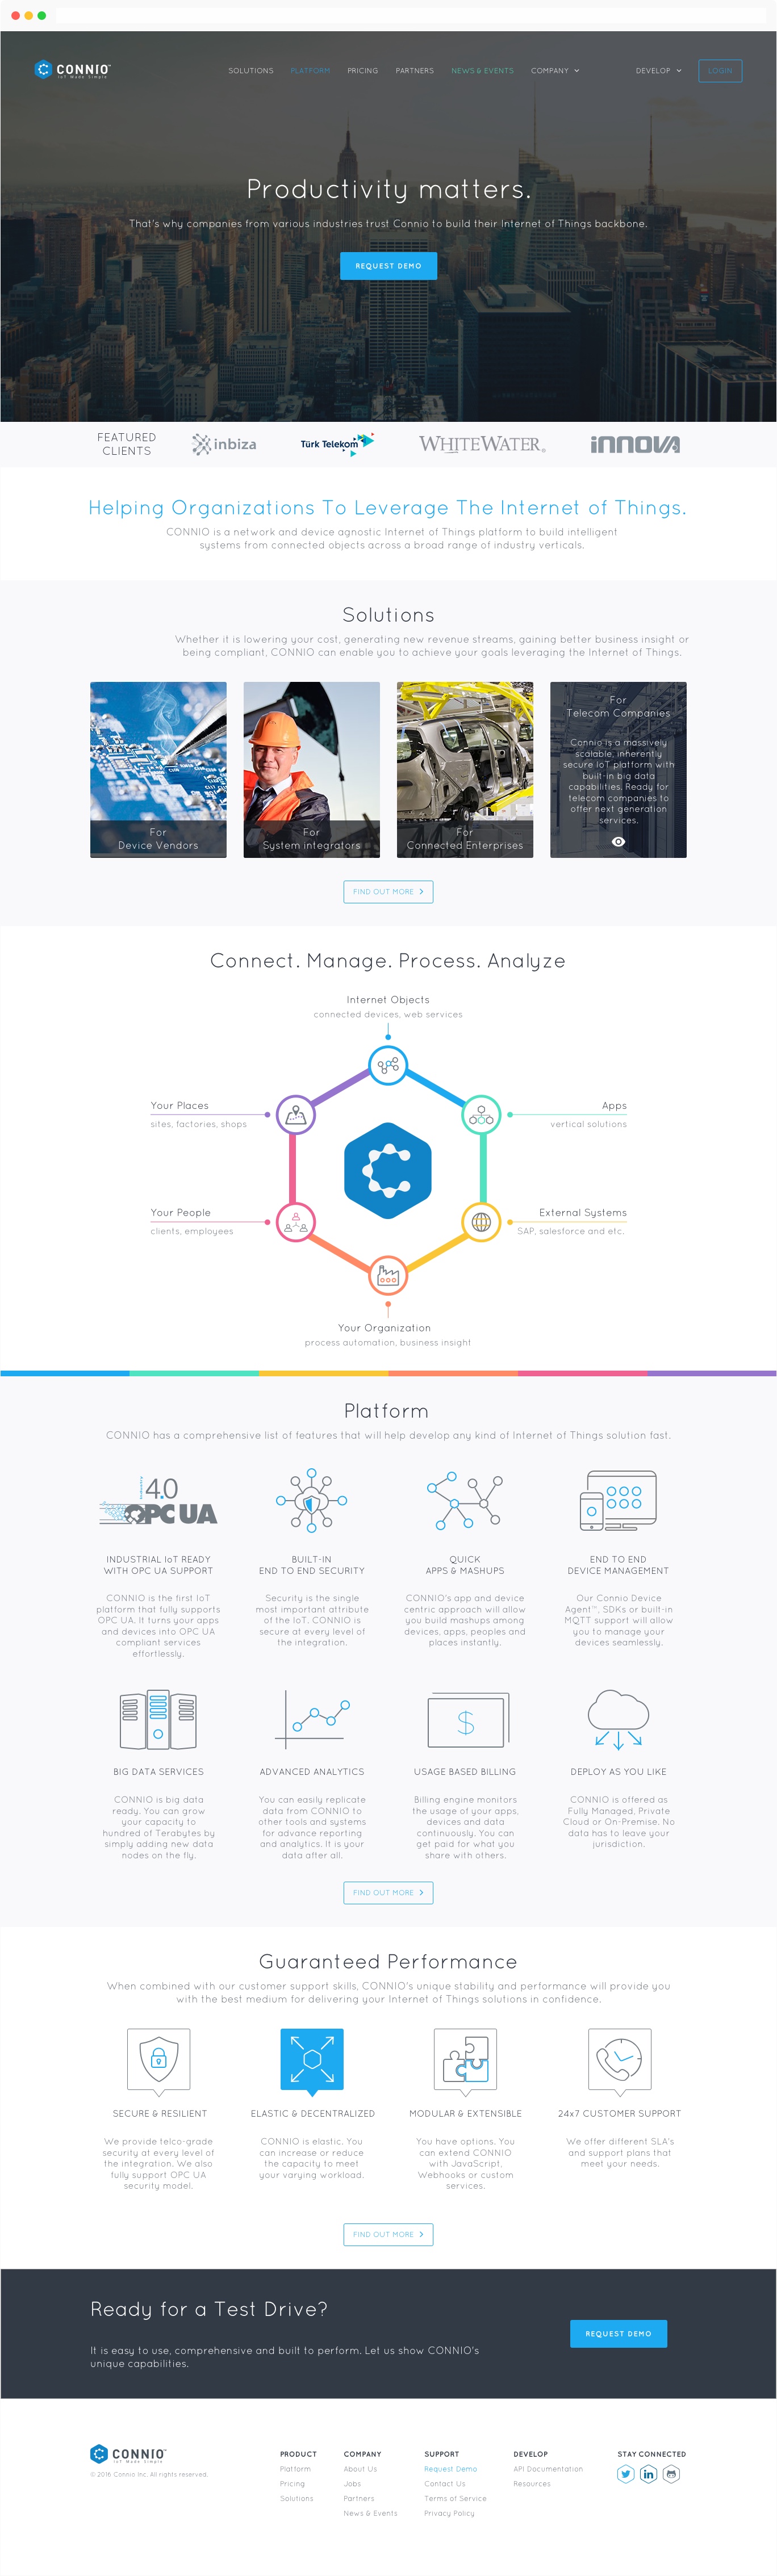 CONNIO
IoT Made Simple
SOLUTIONS PLATFORM PRICING PARTNERS NEWS & EVENTS COMPANY DEVELOP LOGIN
Productivity matters.
That's why companies from various industries trust Connio to build their Internet of Things backbone.
REQUEST DEMO
FEATURED
CLIENTS
inbiza
Türk Telekom
WHITEWATER
innova
Helping Organizations To Leverage The Internet of Things.
CONNIO is a network and device agnostic Internet of Things platform to build intelligent
systems from connected objects across a broad range of industry verticals.
Solutions
Whether it is lowering your cost, generating new revenue streams, gaining better business insight or
being compliant, CONNIO can enable you to achieve your goals leveraging the Internet of Things.
For
Device Vendors
For
System integrators
For
Connected Enterprises
For
Telecom Companies
Connio is a massively
scalable, inherently
secure IoT platform with
built-in big data
capabilities. Ready for
telecom companies to
offer next generation
services.
FIND OUT MORE
Connect. Manage. Process. Analyze
Internet Objects
connected devices, web services
Your Places
sites, factories, shops
Apps
vertical solutions
Your People
clients, employees
External Systems
SAP, salesforce and etc.
Your Organization
process automation, business insight
Platform
CONNIO has a comprehensive list of features that will help develop any kind of Internet of Things solution fast.
4.0
OPC UA
INDUSTRIAL IoT READY
WITH OPC UA SUPPORT
CONNIO is the first IoT
platform that fully supports
OPC UA. It turns your apps
and devices into OPC UA
compliant services
effortlessly.
BUILT-IN
END TO END SECURITY
Security is the single
most important attribute
of the IoT. CONNIO is
secure at every level of
the integration.
QUICK
APPS & MASHUPS
CONNIO's app and device
centric approach will allow
you build mashups among
devices, apps, peoples and
places instantly.
END TO END
DEVICE MANAGEMENT
Our Connio Device
Agent™, SDKs or built-in
MQTT support will allow
you to manage your
devices seamlessly.
BIG DATA SERVICES
CONNIO is big data
ready. You can grow
your capacity to
hundred of Terabytes by
simply adding new data
nodes on the fly.
ADVANCED ANALYTICS
You can easily replicate
data from CONNIO to
other tools and systems
for advance reporting
and analytics. It is your
data after all.
USAGE BASED BILLING
Billing engine monitors
the usage of your apps,
devices and data
continuously. You can
get paid for what you
share with others.
DEPLOY AS YOU LIKE
CONNIO is offered as
Fully Managed, Private
Cloud or On-Premise. No
data has to leave your
jurisdiction.
FIND OUT MORE
Guaranteed Performance
When combined with our customer support skills, CONNIO's unique stability and performance will provide you
with the best medium for delivering your Internet of Things solutions in confidence.
SECURE & RESILIENT
We provide telco-grade
security at every level of
the integration. We also
fully support OPC UA
security model.
ELASTIC & DECENTRALIZED
CONNIO is elastic. You
can increase or reduce
the capacity to meet
your varying workload.
MODULAR & EXTENSIBLE
You have options. You
can extend CONNIO
with JavaScript,
Webhooks or custom
services.
24x7 CUSTOMER SUPPORT
We offer different SLA's
and support plans that
meet your needs.
FIND OUT MORE
Ready for a Test Drive?
It is easy to use, comprehensive and built to perform. Let us show CONNIO's
unique capabilities.
REQUEST DEMO
CONNIO
IoT Made Simple
© 2016 Connio Inc. All rights reserved.
PRODUCT
Platform
Pricing
Solutions
COMPANY
About Us
Jobs
Partners
News & Events
SUPPORT
Request Demo
Contact Us
Terms of Service
Privacy Policy
DEVELOP
API Documentation
Resources
STAY CONNECTED